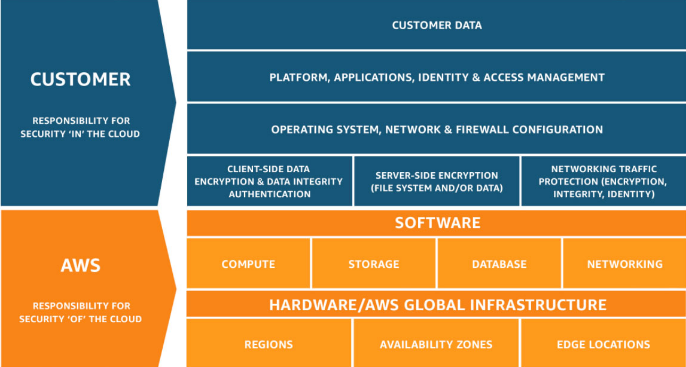 CUSTOMER
RESPONSIBILITY FOR
SECURITY ‘IN’ THE CLOUD
CUSTOMER DATA
PLATFORM, APPLICATIONS, IDENTITY & ACCESS MANAGEMENT
OPERATING SYSTEM, NETWORK & FIREWALL CONFIGURATION
CLIENT-SIDE DATA
ENCRYPTION & DATA INTEGRITY
AUTHENTICATION
SERVER-SIDE ENCRYPTION
(FILE SYSTEM AND/OR DATA)
NETWORKING TRAFFIC
PROTECTION (ENCRYPTION,
INTEGRITY, IDENTITY)
AWS
RESPONSIBILITY FOR
SECURITY ‘OF’ THE CLOUD
SOFTWARE
COMPUTE
STORAGE
DATABASE
NETWORKING
HARDWARE/AWS GLOBAL INFRASTRUCTURE
REGIONS
AVAILABILITY ZONES
EDGE LOCATIONS